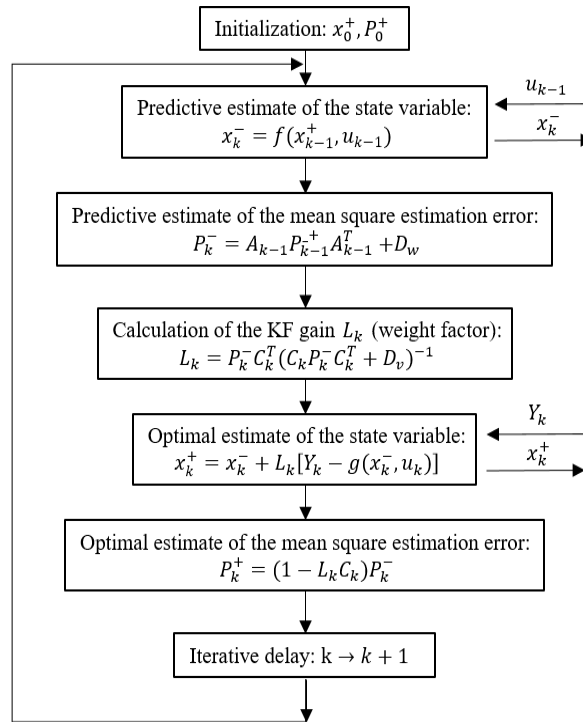 Initialization: x₀⁺, P₀⁺
u_{k−1}
Predictive estimate of the state variable:
x_k⁻ = f(x_{k−1}⁺, u_{k−1})
x_k⁻
Predictive estimate of the mean square estimation error:
P_k⁻ = A_{k−1}P_{k−1}⁺A_{k−1}^T + D_w
Calculation of the KF gain L_k (weight factor):
L_k = P_k⁻C_k^T(C_kP_k⁻C_k^T + D_v)^{−1}
Y_k
Optimal estimate of the state variable:
x_k⁺ = x_k⁻ + L_k[Y_k − g(x_k⁻, u_k)]
x_k⁺
Optimal estimate of the mean square estimation error:
P_k⁺ = (1 − L_kC_k)P_k⁻
Iterative delay: k → k + 1